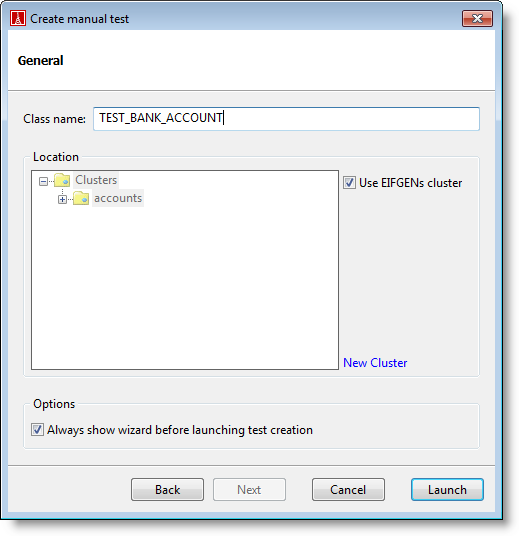 Create manual test
General
Class name: TEST_BANK_ACCOUNT
Location
Clusters
accounts
Use EIFGENs cluster
New Cluster
Options
Always show wizard before launching test creation
Back Next Cancel Launch